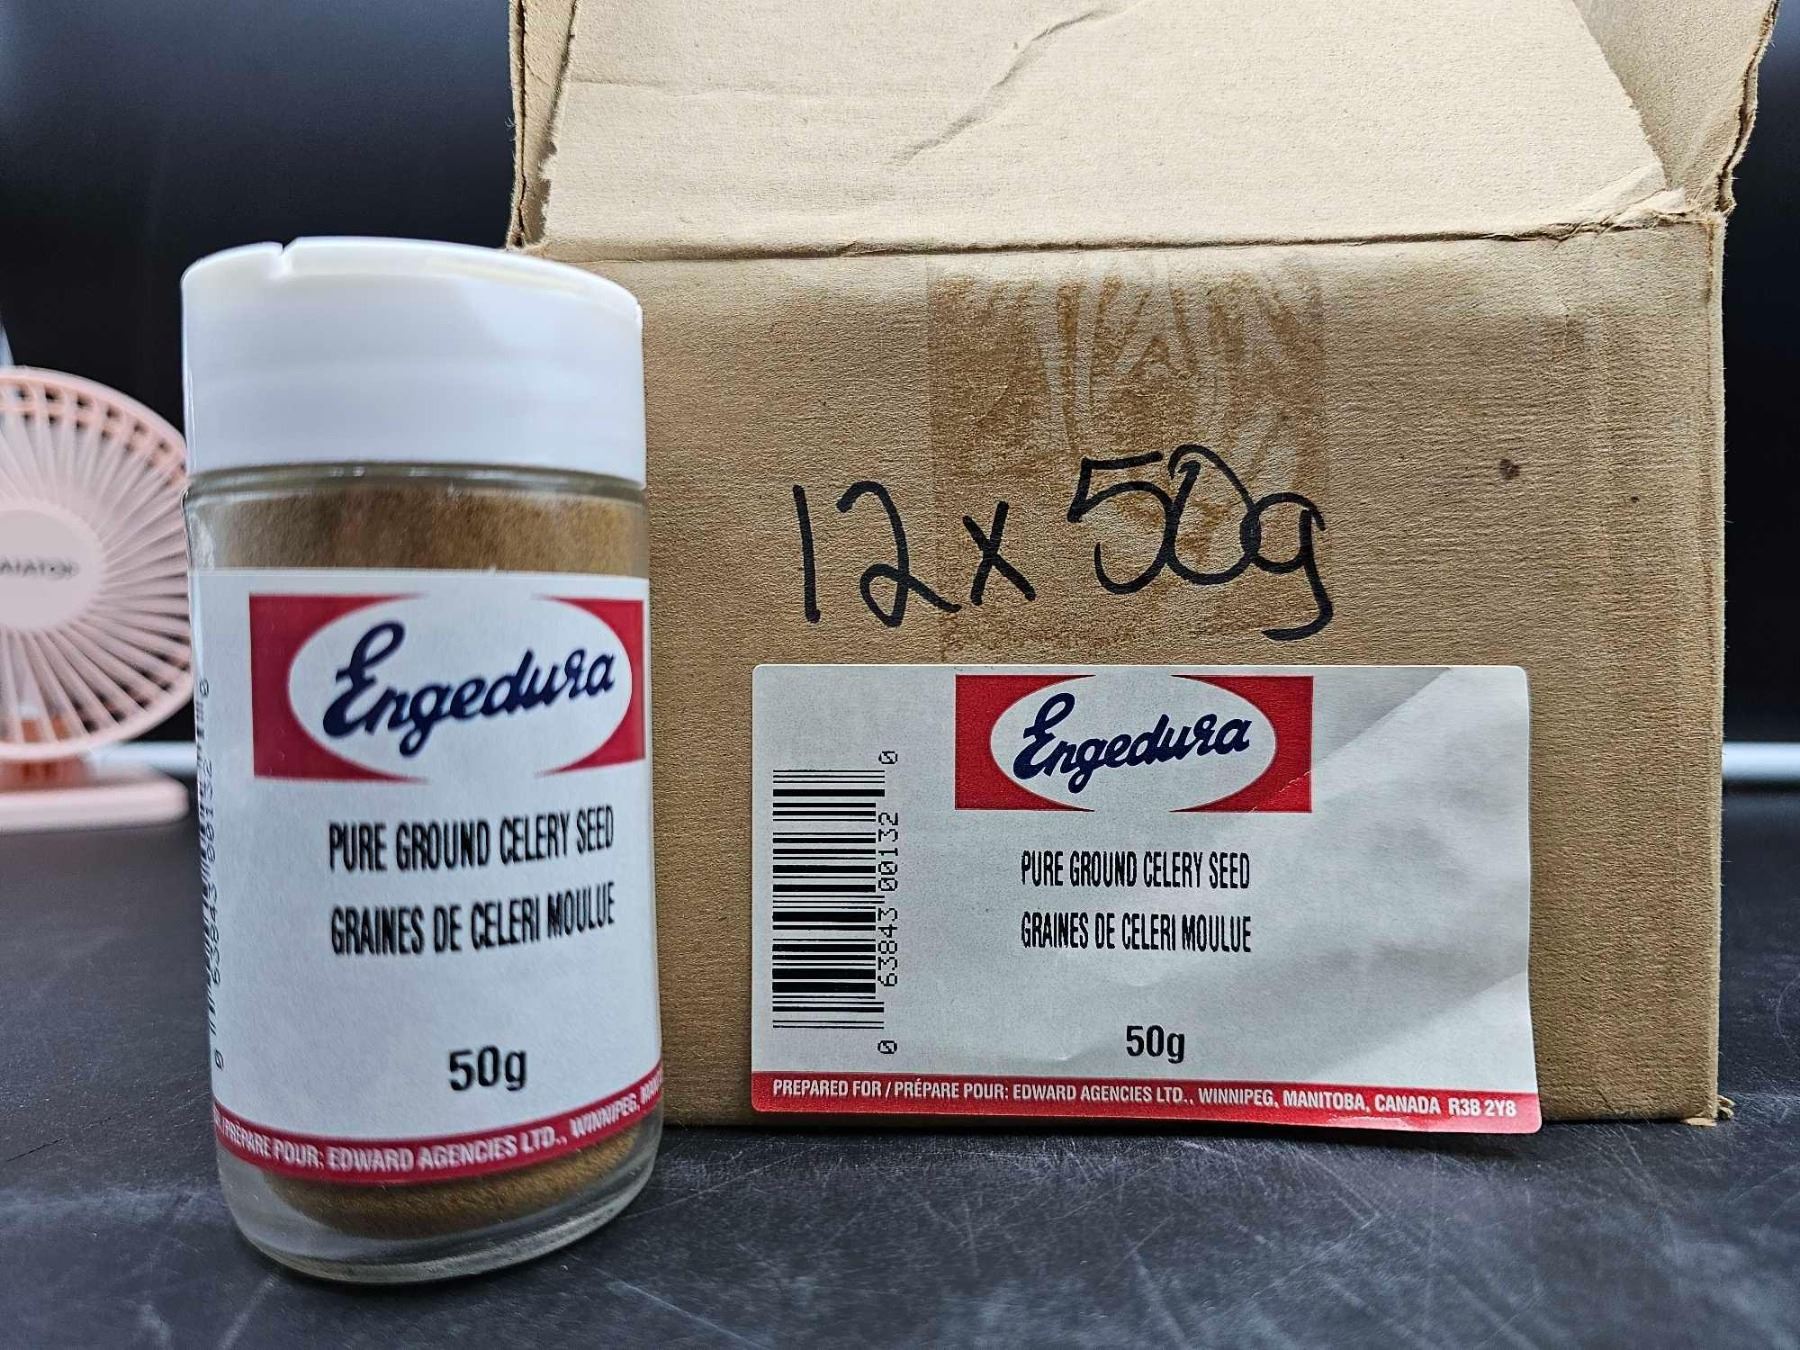 Engedura
PURE GROUND CELERY SEED
GRAINES DE CELERI MOULUE
50g
/PRÉPARE POUR: EDWARD AGENCIES LTD., WINNIPEG,
12 x 50g
Engedura
0 63843 00132 0
PURE GROUND CELERY SEED
GRAINES DE CELERI MOULUE
50g
PREPARED FOR / PRÉPARE POUR: EDWARD AGENCIES LTD., WINNIPEG, MANITOBA, CANADA R3B 2Y8